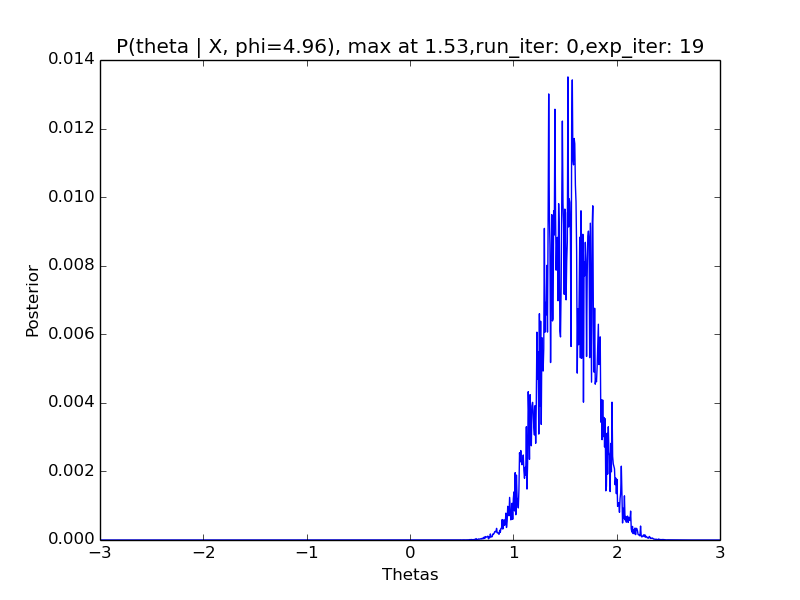 P(theta | X, phi=4.96), max at 1.53,run_iter: 0,exp_iter: 19
0.014
0.012
0.010
0.008
0.006
0.004
0.002
0.000
Posterior
−3 −2 −1 0 1 2 3
Thetas